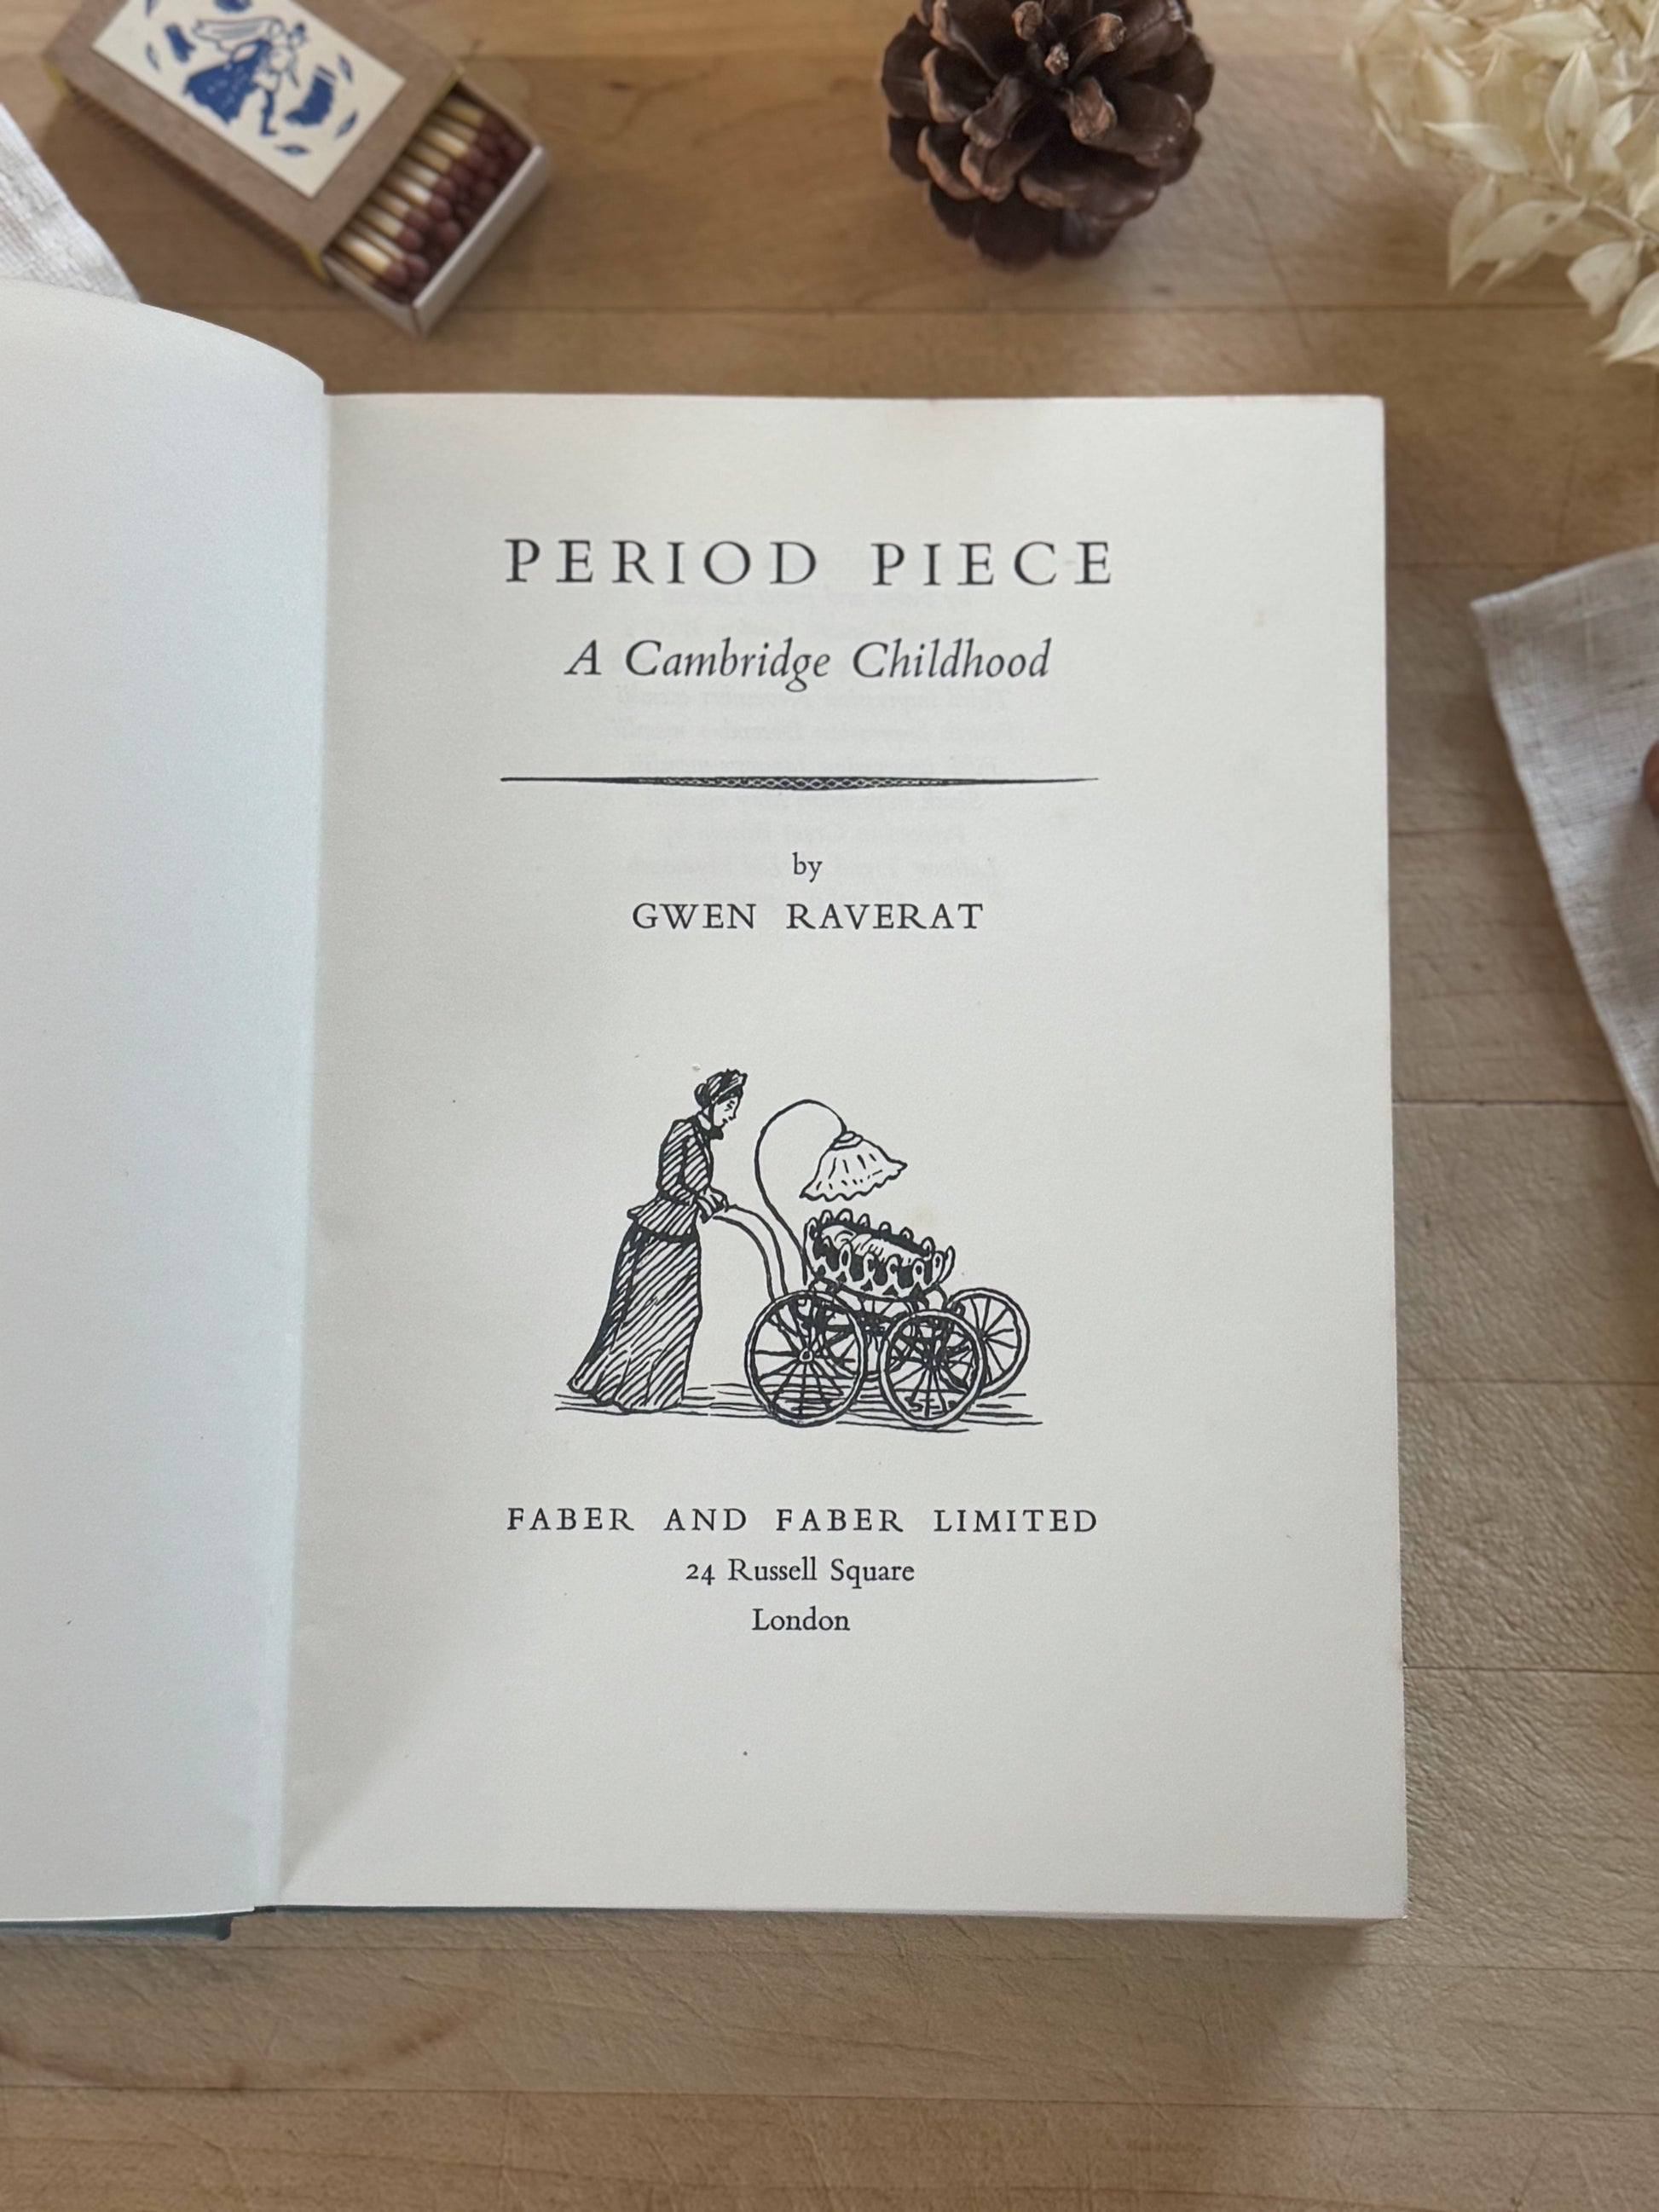 PERIOD PIECE
A Cambridge Childhood
by
GWEN RAVERAT
FABER AND FABER LIMITED
24 Russell Square
London